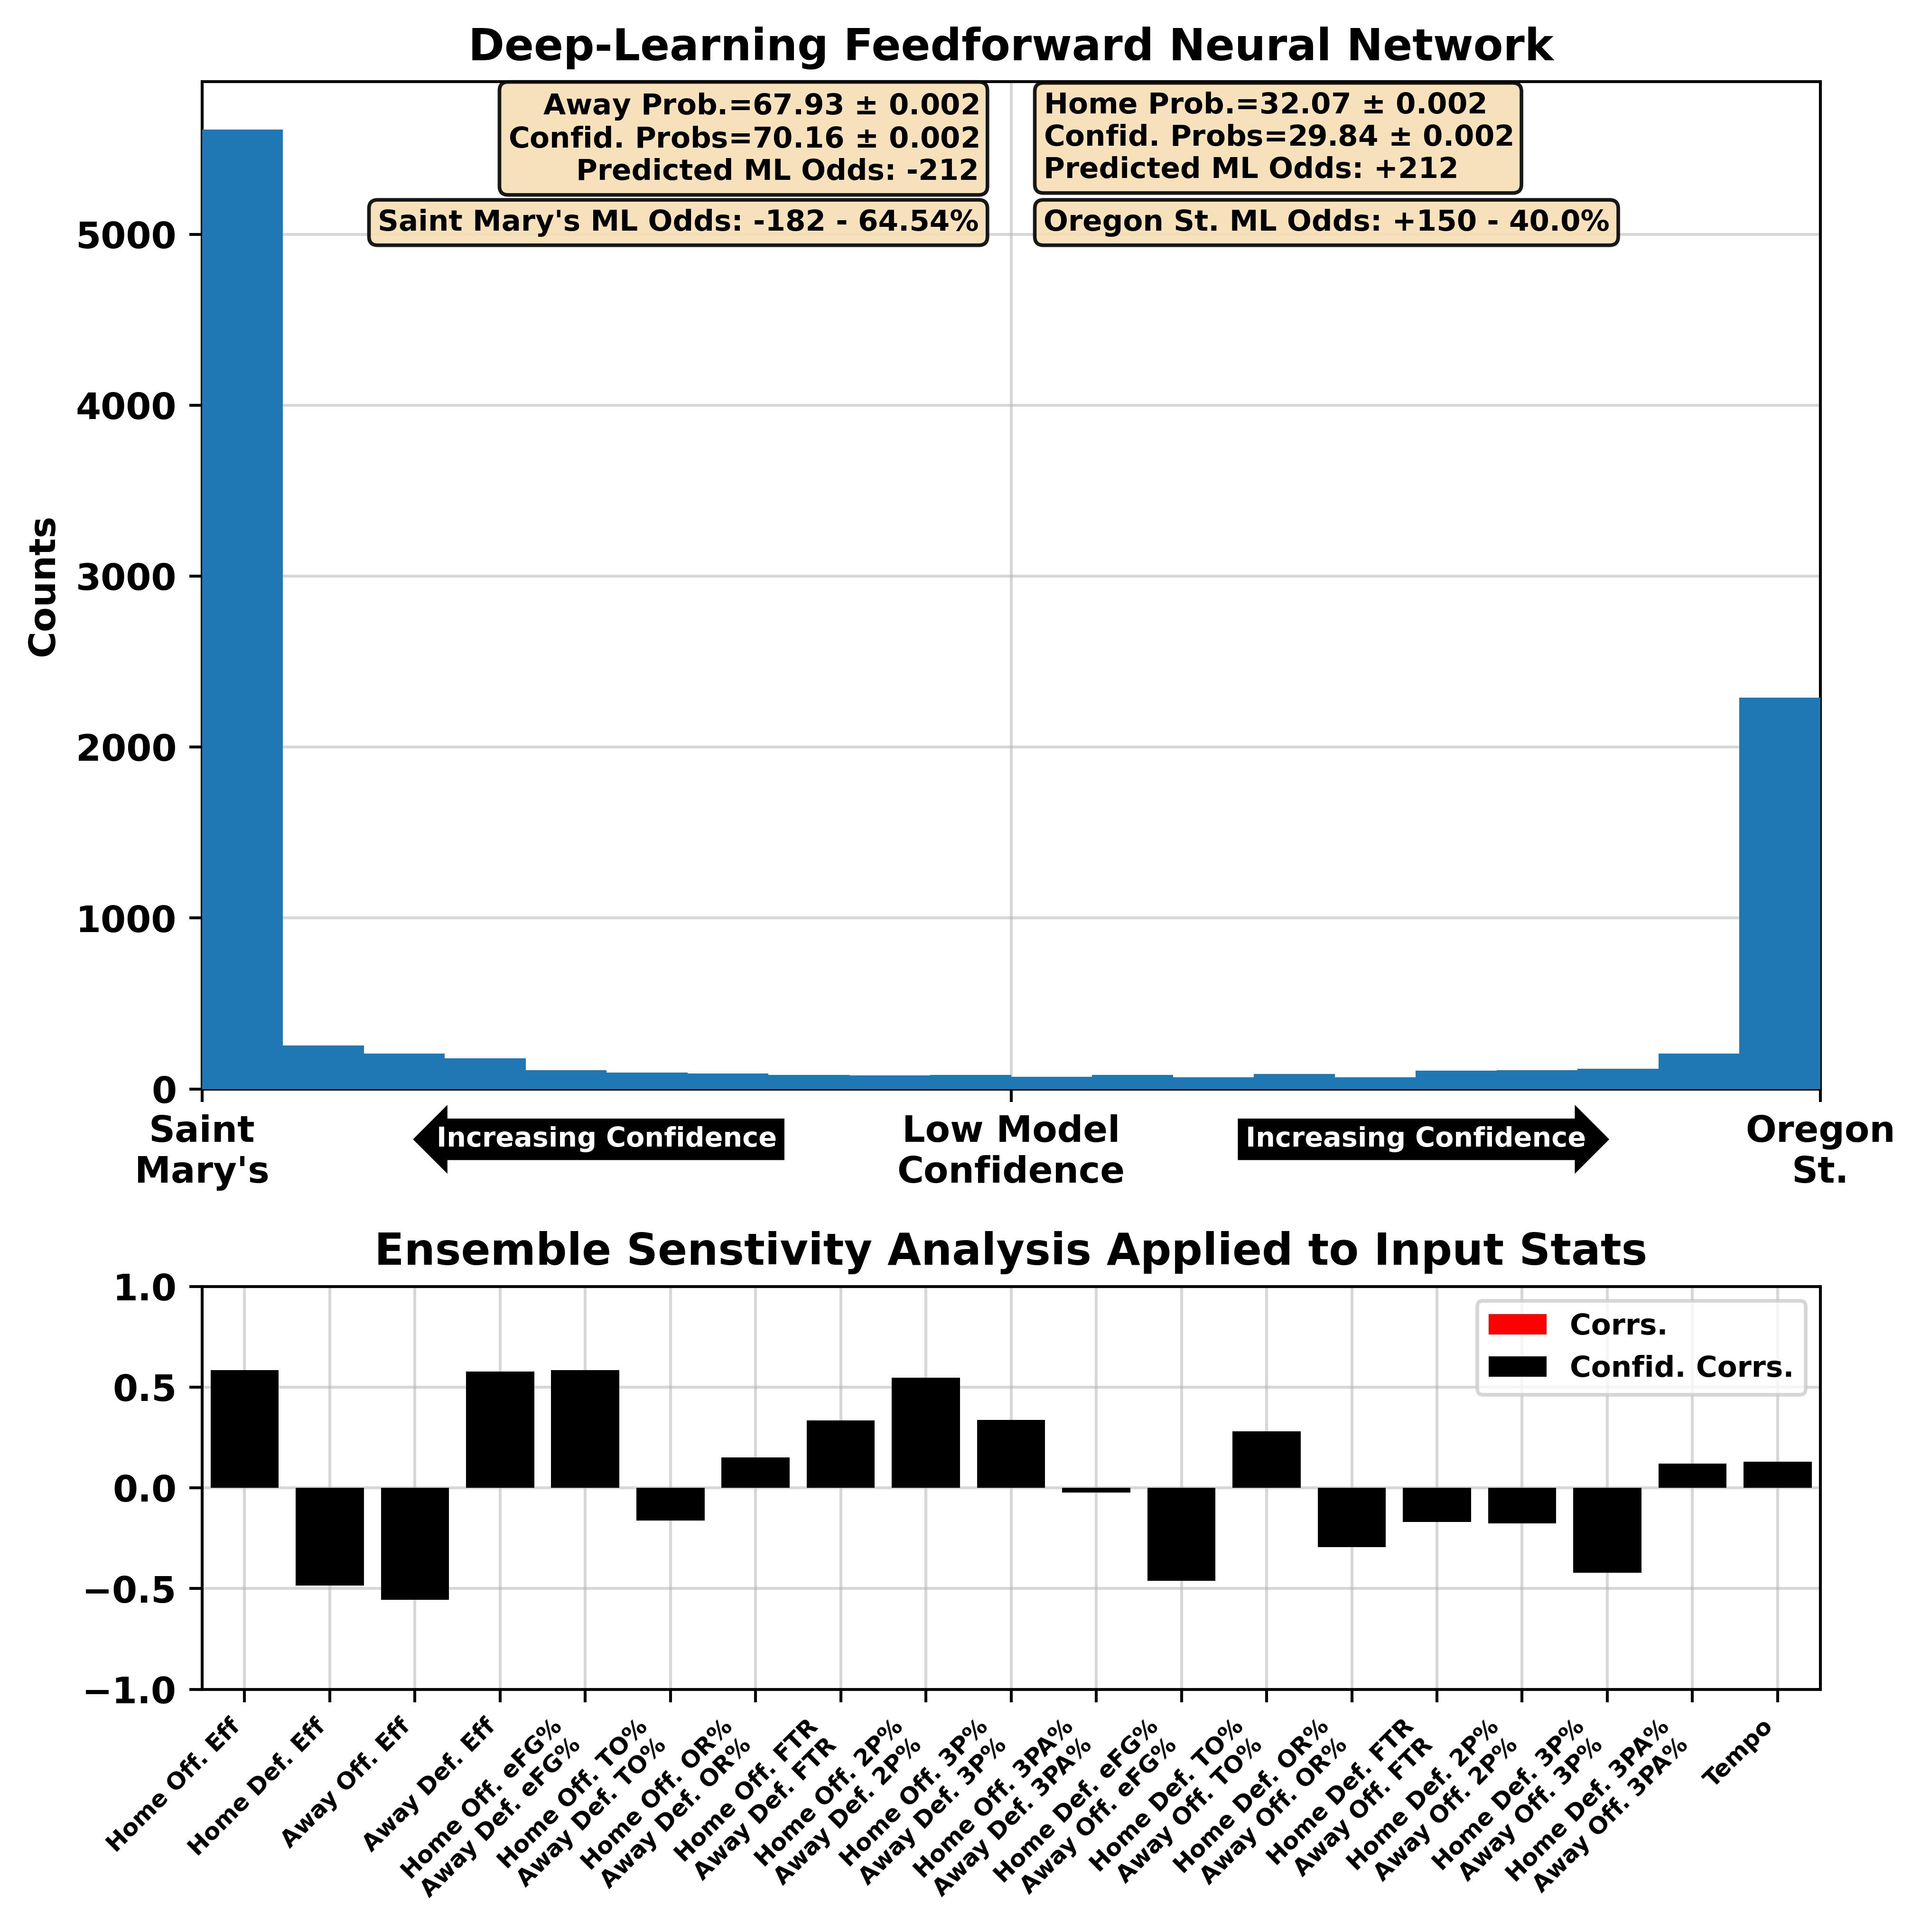 Deep-Learning Feedforward Neural Network
Away Prob.=67.93 ± 0.002
Confid. Probs=70.16 ± 0.002
Predicted ML Odds: -212
Home Prob.=32.07 ± 0.002
Confid. Probs=29.84 ± 0.002
Predicted ML Odds: +212
Saint Mary's ML Odds: -182 - 64.54%
Oregon St. ML Odds: +150 - 40.0%
Counts
5000
4000
3000
2000
1000
0
Saint
Mary's
Increasing Confidence
Low Model
Confidence
Increasing Confidence
Oregon
St.
Ensemble Senstivity Analysis Applied to Input Stats
1.0
0.5
0.0
−0.5
−1.0
Corrs.
Confid. Corrs.
Home Off. Eff
Home Def. Eff
Away Off. Eff
Away Def. Eff
Home Off. eFG%
Away Def. eFG%
Home Off. TO%
Away Def. TO%
Home Off. OR%
Away Def. OR%
Home Off. FTR
Away Def. FTR
Home Off. 2P%
Away Def. 2P%
Home Off. 3P%
Away Def. 3P%
Home Off. 3PA%
Away Def. 3PA%
Home Def. eFG%
Away Off. eFG%
Home Def. TO%
Away Off. TO%
Home Def. OR%
Away Off. OR%
Home Def. FTR
Away Off. FTR
Home Def. 2P%
Away Off. 2P%
Home Def. 3P%
Away Off. 3P%
Home Def. 3PA%
Away Off. 3PA%
Tempo